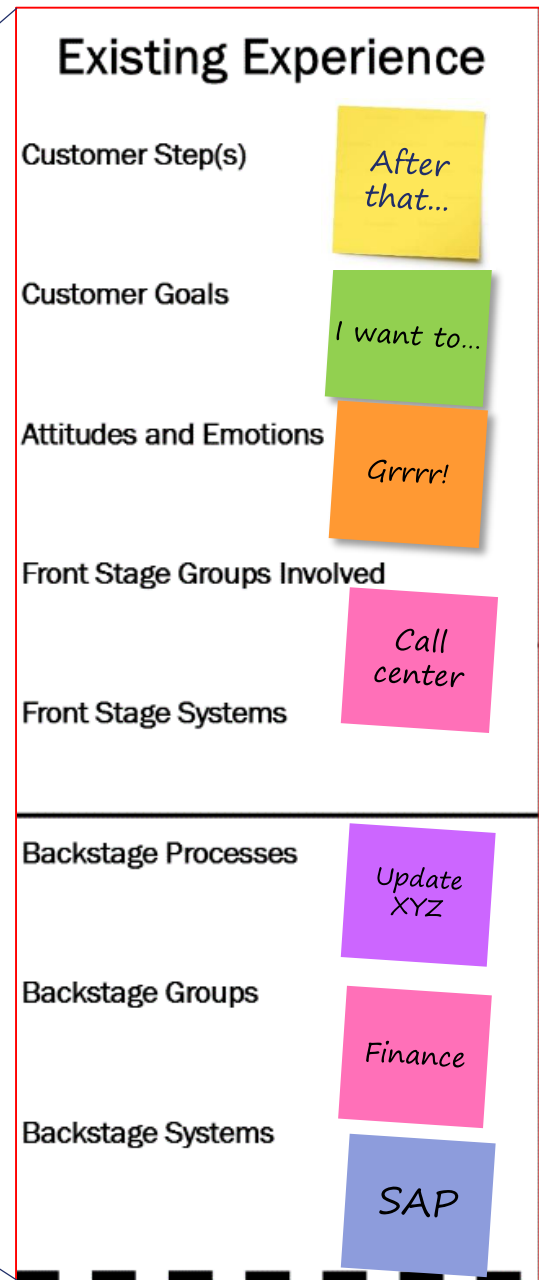 Existing Experience
Customer Step(s)
After
that...
Customer Goals
I want to...
Attitudes and Emotions
Grrrr!
Front Stage Groups Involved
Call
center
Front Stage Systems
Backstage Processes
Update
XYZ
Backstage Groups
Finance
Backstage Systems
SAP